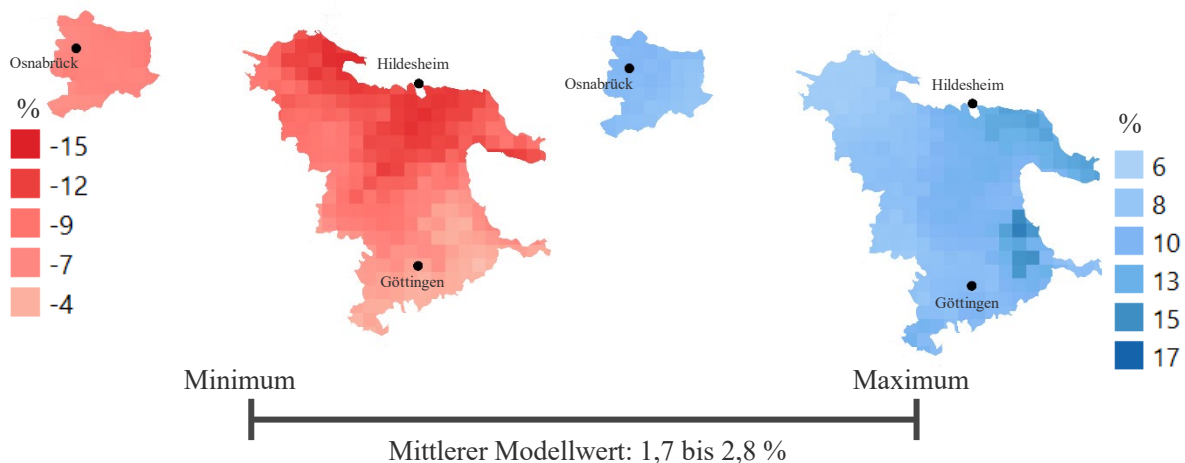 Osnabrück
Hildesheim
%
-15
-12
-9
-7
-4
Göttingen
Osnabrück
Hildesheim
%
6
8
10
13
15
17
Göttingen
Minimum
Maximum
Mittlerer Modellwert: 1,7 bis 2,8 %